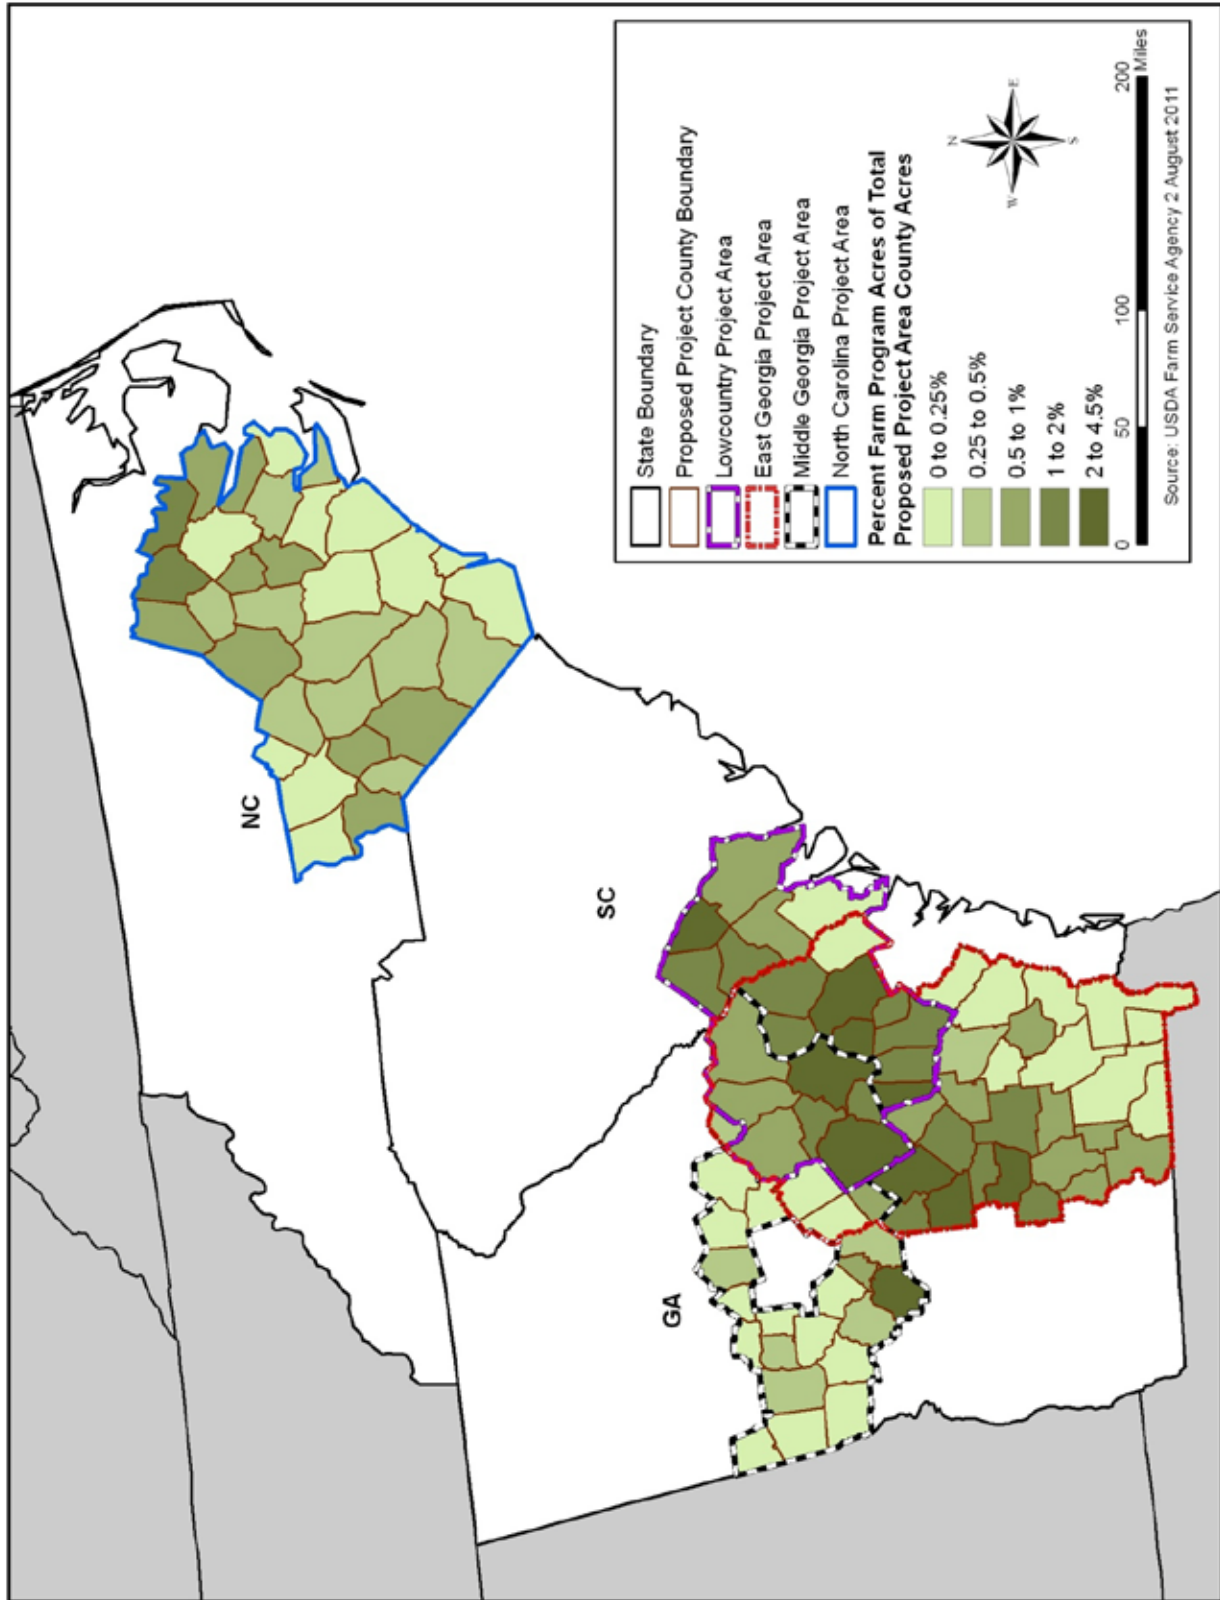 NC
SC
GA
State Boundary
Proposed Project County Boundary
Lowcountry Project Area
East Georgia Project Area
Middle Georgia Project Area
North Carolina Project Area
Percent Farm Program Acres of Total
Proposed Project Area County Acres
0 to 0.25%
0.25 to 0.5%
0.5 to 1%
1 to 2%
2 to 4.5%
N
W
E
S
0 50 100 200
Miles
Source: USDA Farm Service Agency 2 August 2011